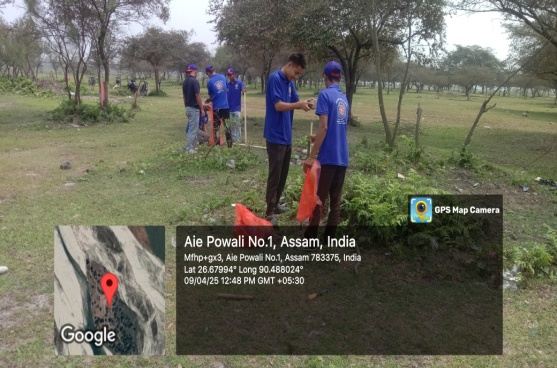 GPS Map Camera
Aie Powali No.1, Assam, India
Mfhp+gx3, Aie Powali No.1, Assam 783375, India
Lat 26.67994° Long 90.488024°
09/04/25 12:48 PM GMT +05:30
Google